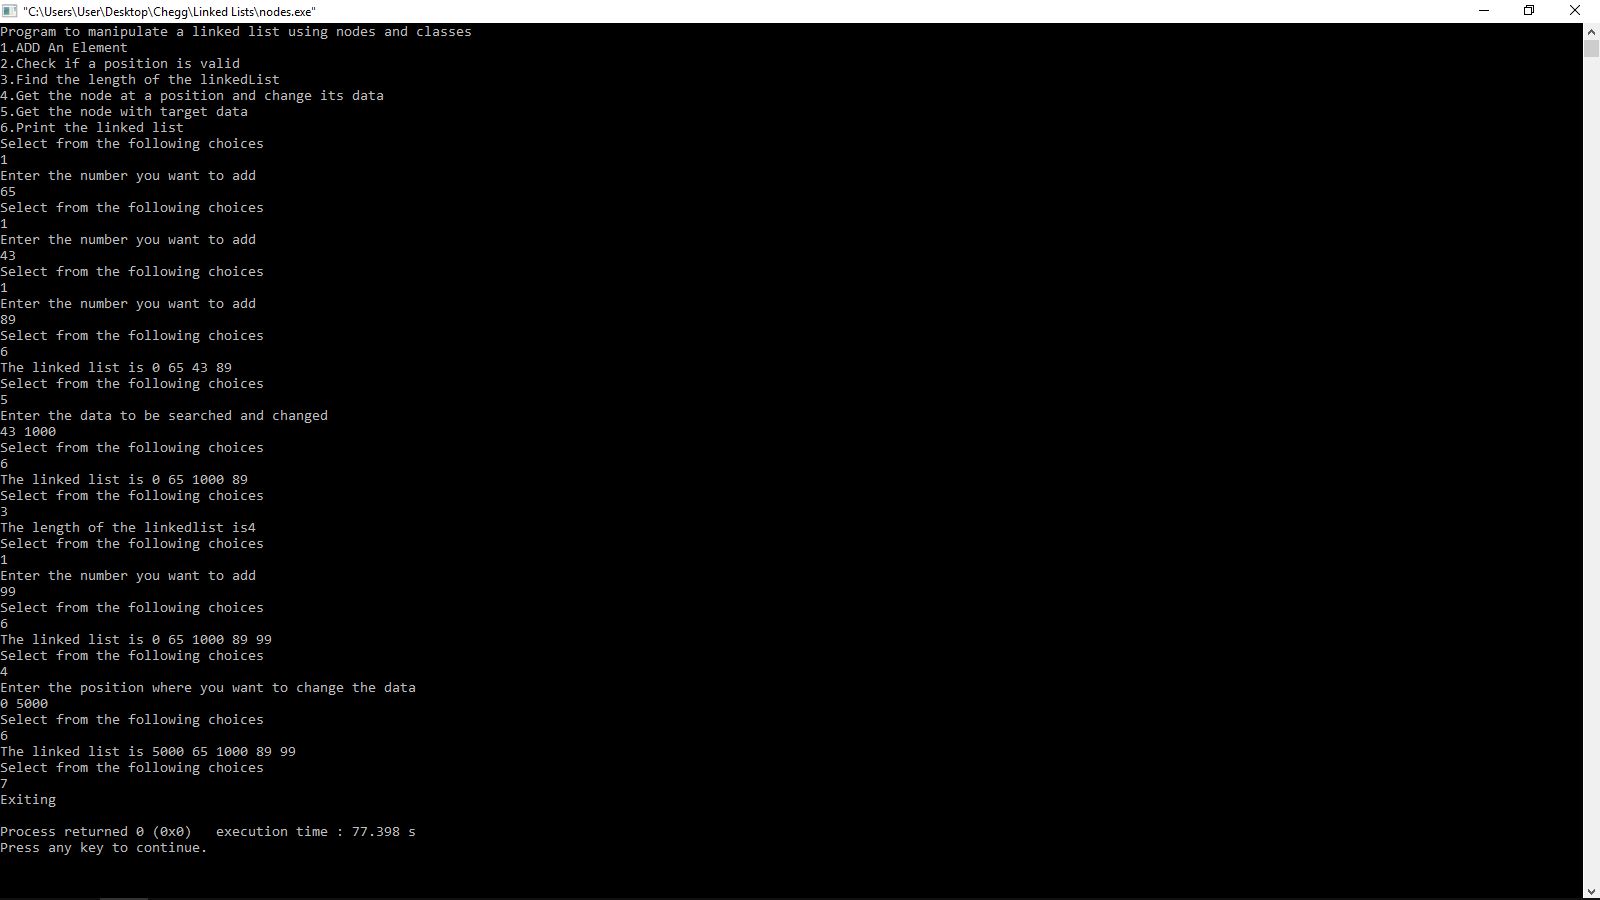 "C:\Users\User\Desktop\Chegg\Linked Lists\nodes.exe"
Program to manipulate a linked list using nodes and classes
1.ADD An Element
2.Check if a position is valid
3.Find the length of the linkedList
4.Get the node at a position and change its data
5.Get the node with target data
6.Print the linked list
Select from the following choices
1
Enter the number you want to add
65
Select from the following choices
1
Enter the number you want to add
43
Select from the following choices
1
Enter the number you want to add
89
Select from the following choices
6
The linked list is 0 65 43 89
Select from the following choices
5
Enter the data to be searched and changed
43 1000
Select from the following choices
6
The linked list is 0 65 1000 89
Select from the following choices
3
The length of the linkedlist is4
Select from the following choices
1
Enter the number you want to add
99
Select from the following choices
6
The linked list is 0 65 1000 89 99
Select from the following choices
4
Enter the position where you want to change the data
0 5000
Select from the following choices
6
The linked list is 5000 65 1000 89 99
Select from the following choices
7
Exiting
Process returned 0 (0x0)   execution time : 77.398 s
Press any key to continue.